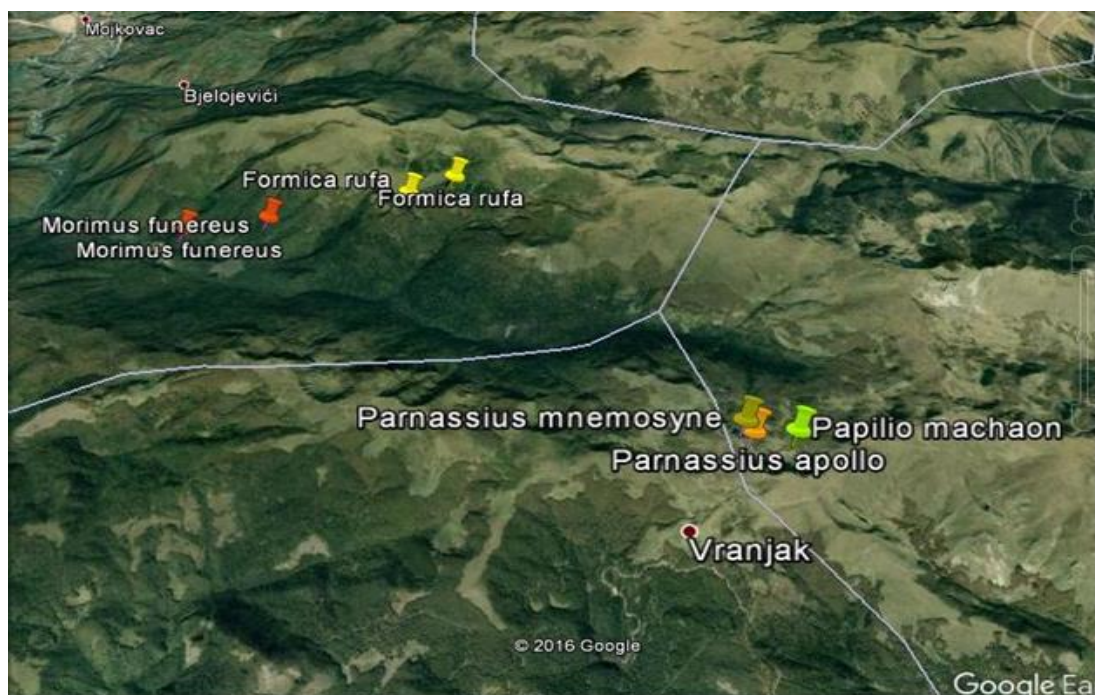 Mojkovac
Bjelojevići
Formica rufa
Formica rufa
Morimus funereus
Morimus funereus
Parnassius mnemosyne
Papilio machaon
Parnassius apollo
Vranjak
© 2016 Google
Google Ea